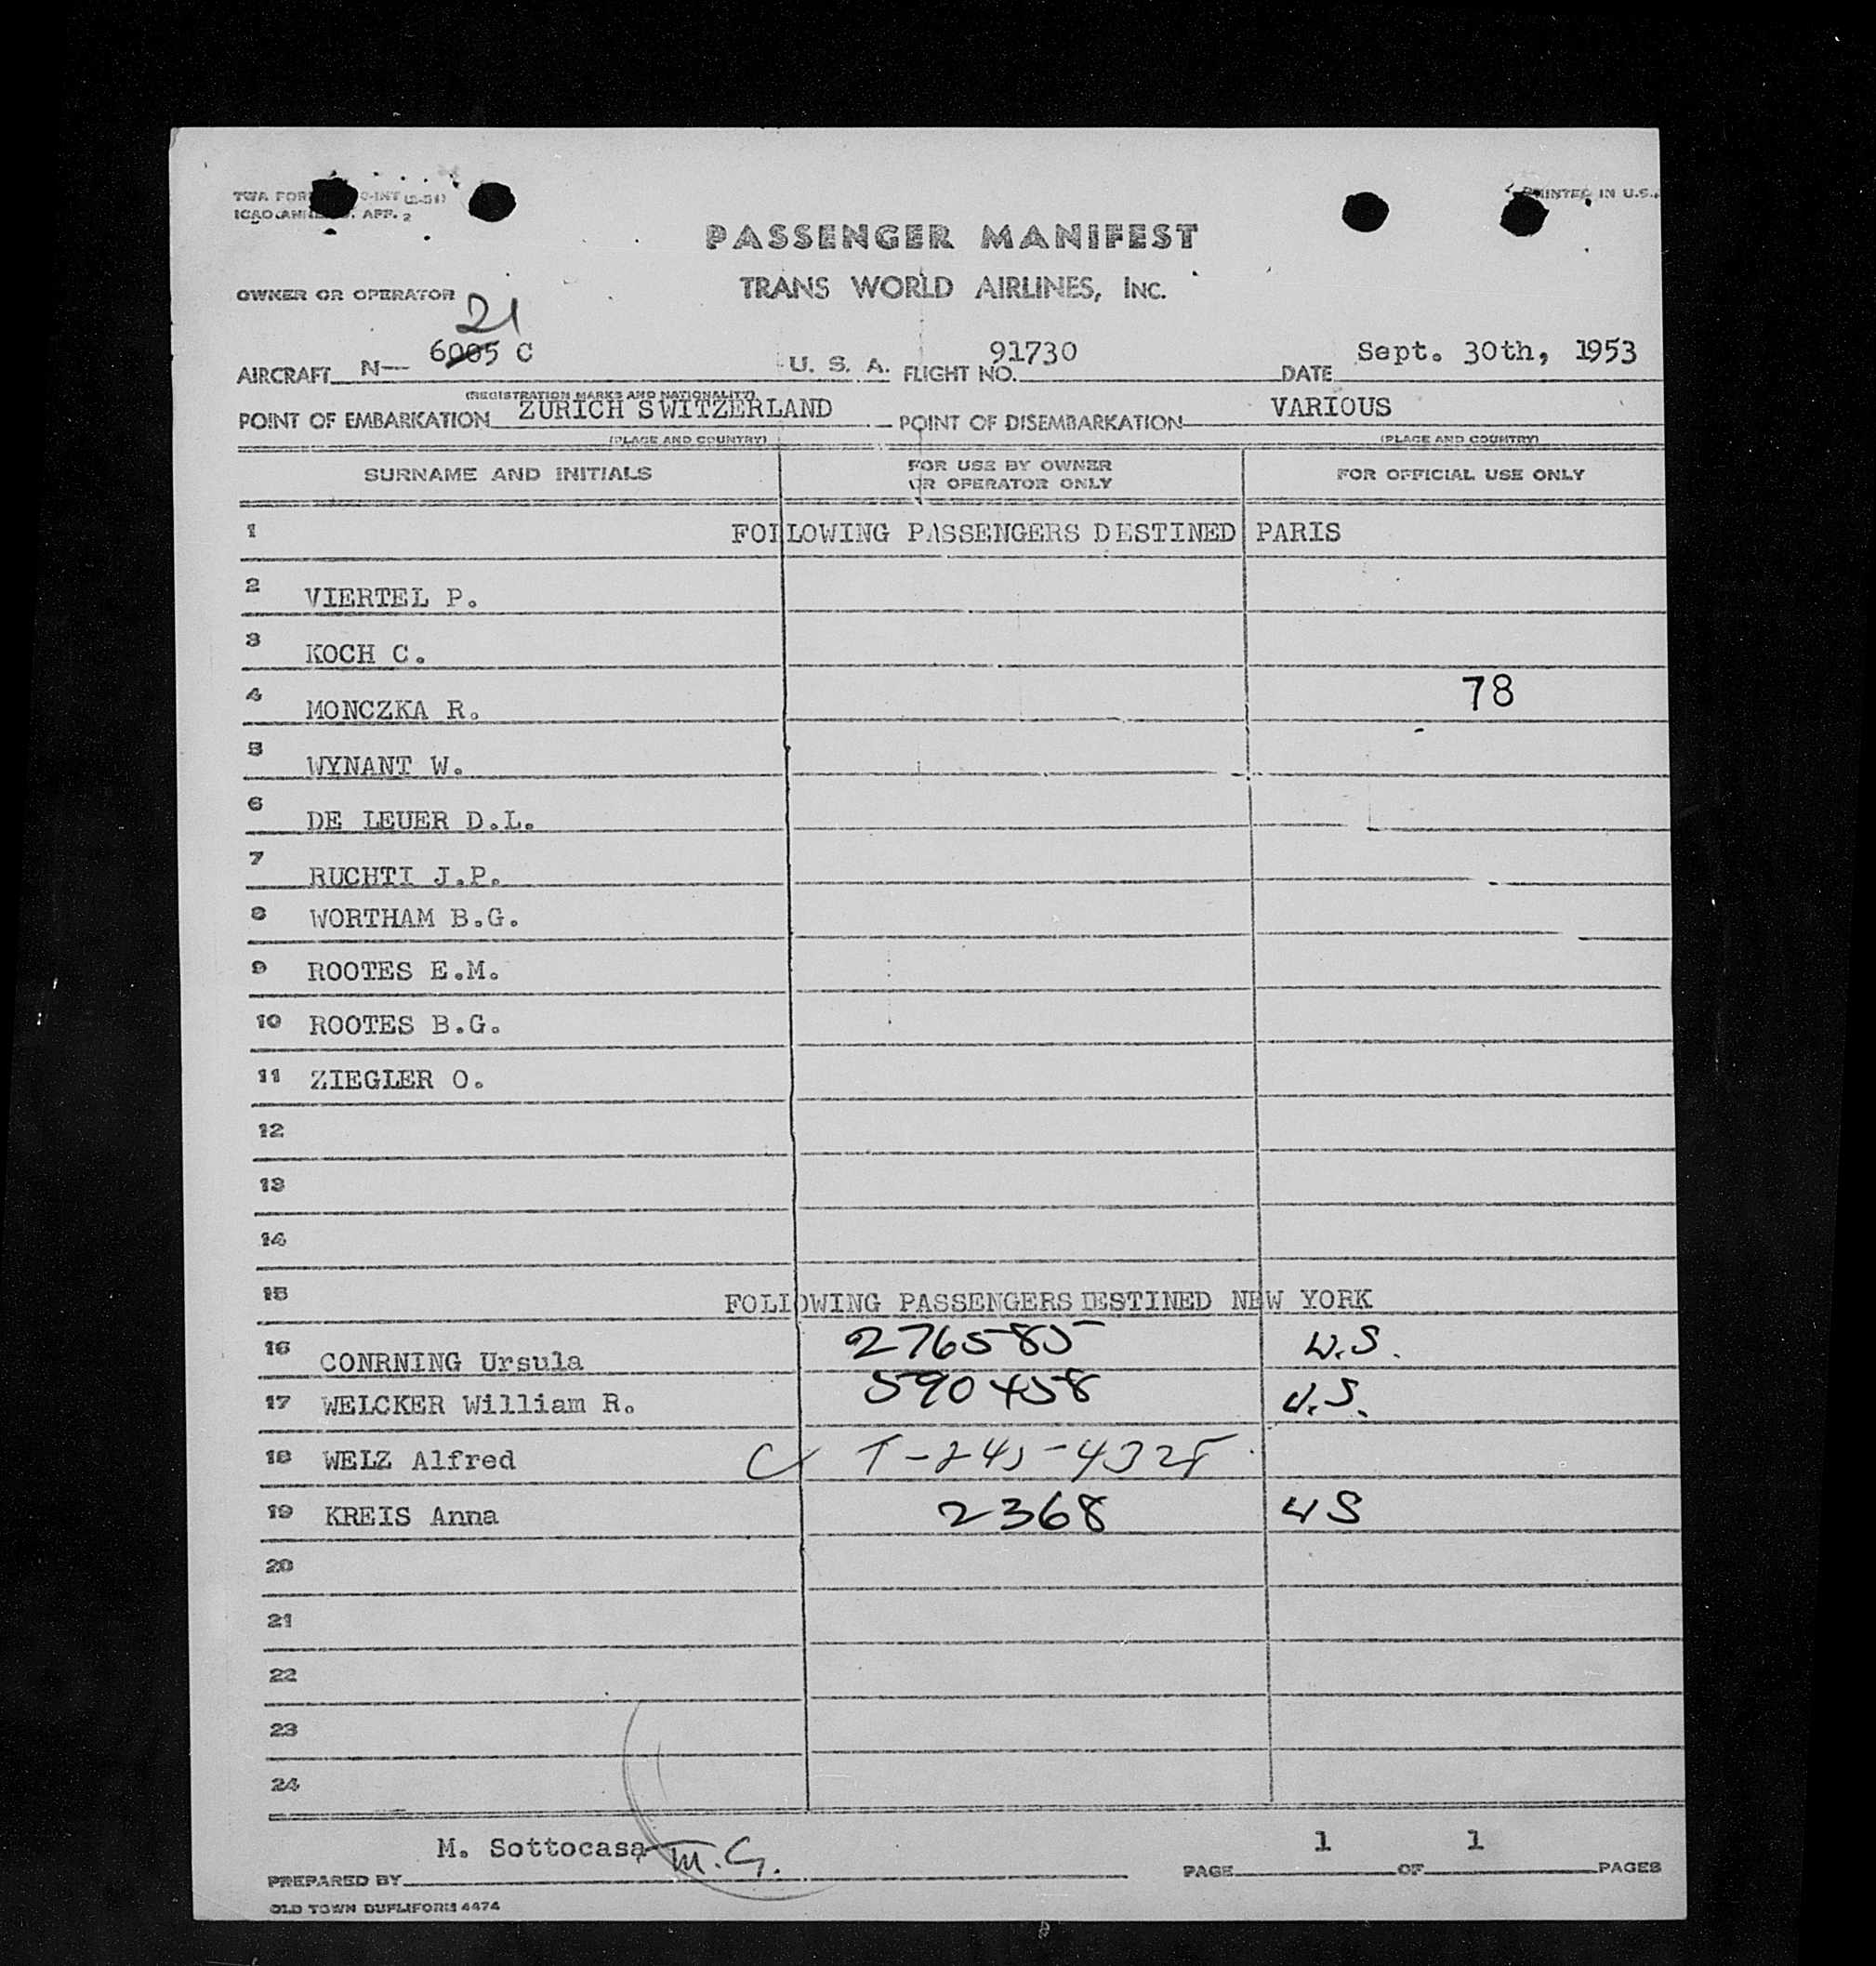 PRINTED IN U.S.
ICAO APP. 2
PASSENGER MANIFEST
TRANS WORLD AIRLINES, INC.
OWNER OR OPERATOR
21
AIRCRAFT N— 6005 C U. S. A. FLIGHT NO. 91730 DATE Sept. 30th, 1953
(REGISTRATION MARKS AND NATIONALITY)
POINT OF EMBARKATION ZURICH SWITZERLAND POINT OF DISEMBARKATION VARIOUS
(PLACE AND COUNTRY) (PLACE AND COUNTRY)
SURNAME AND INITIALS FOR USE BY OWNER OR OPERATOR ONLY FOR OFFICIAL USE ONLY
1 FOLLOWING PASSENGERS DESTINED PARIS
2 VIERTEL P.
3 KOCH C.
4 MONCZKA R. 78
5 WYNANT W.
6 DE LEUER D.L.
7 RUCHTI J.P.
8 WORTHAM B.G.
9 ROOTES E.M.
10 ROOTES B.G.
11 ZIEGLER O.
12
13
14
15 FOLLOWING PASSENGERS DESTINED NEW YORK
16 CONRNING Ursula 276585 U.S.
17 WELCKER William R. 590458 U.S.
18 WELZ Alfred
19 KREIS Anna 2368 US
20
21
22
23
24
PREPARED BY M. Sottocasa M.G. PAGE 1 OF 1 PAGES
OLD TOWN DUPLIFORM 4474